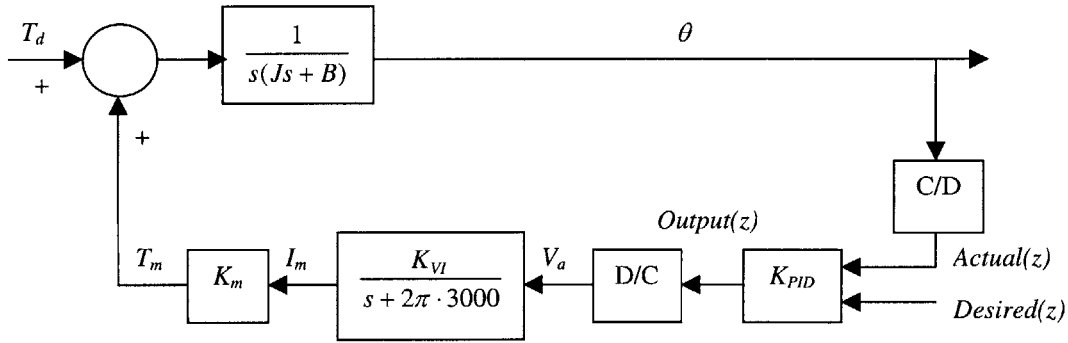 T_d
+
+
1
s(Js + B)
θ
C/D
Output(z)
Actual(z)
Desired(z)
K_PID
D/C
V_a
K_VI
s + 2π · 3000
I_m
K_m
T_m